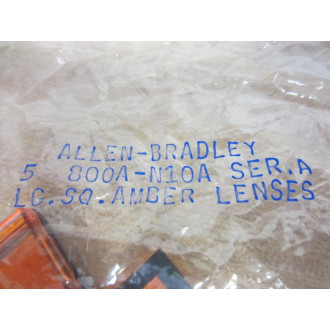 ALLEN-BRADLEY
5 800A-N10A SER.A
LG.SQ.AMBER LENSES